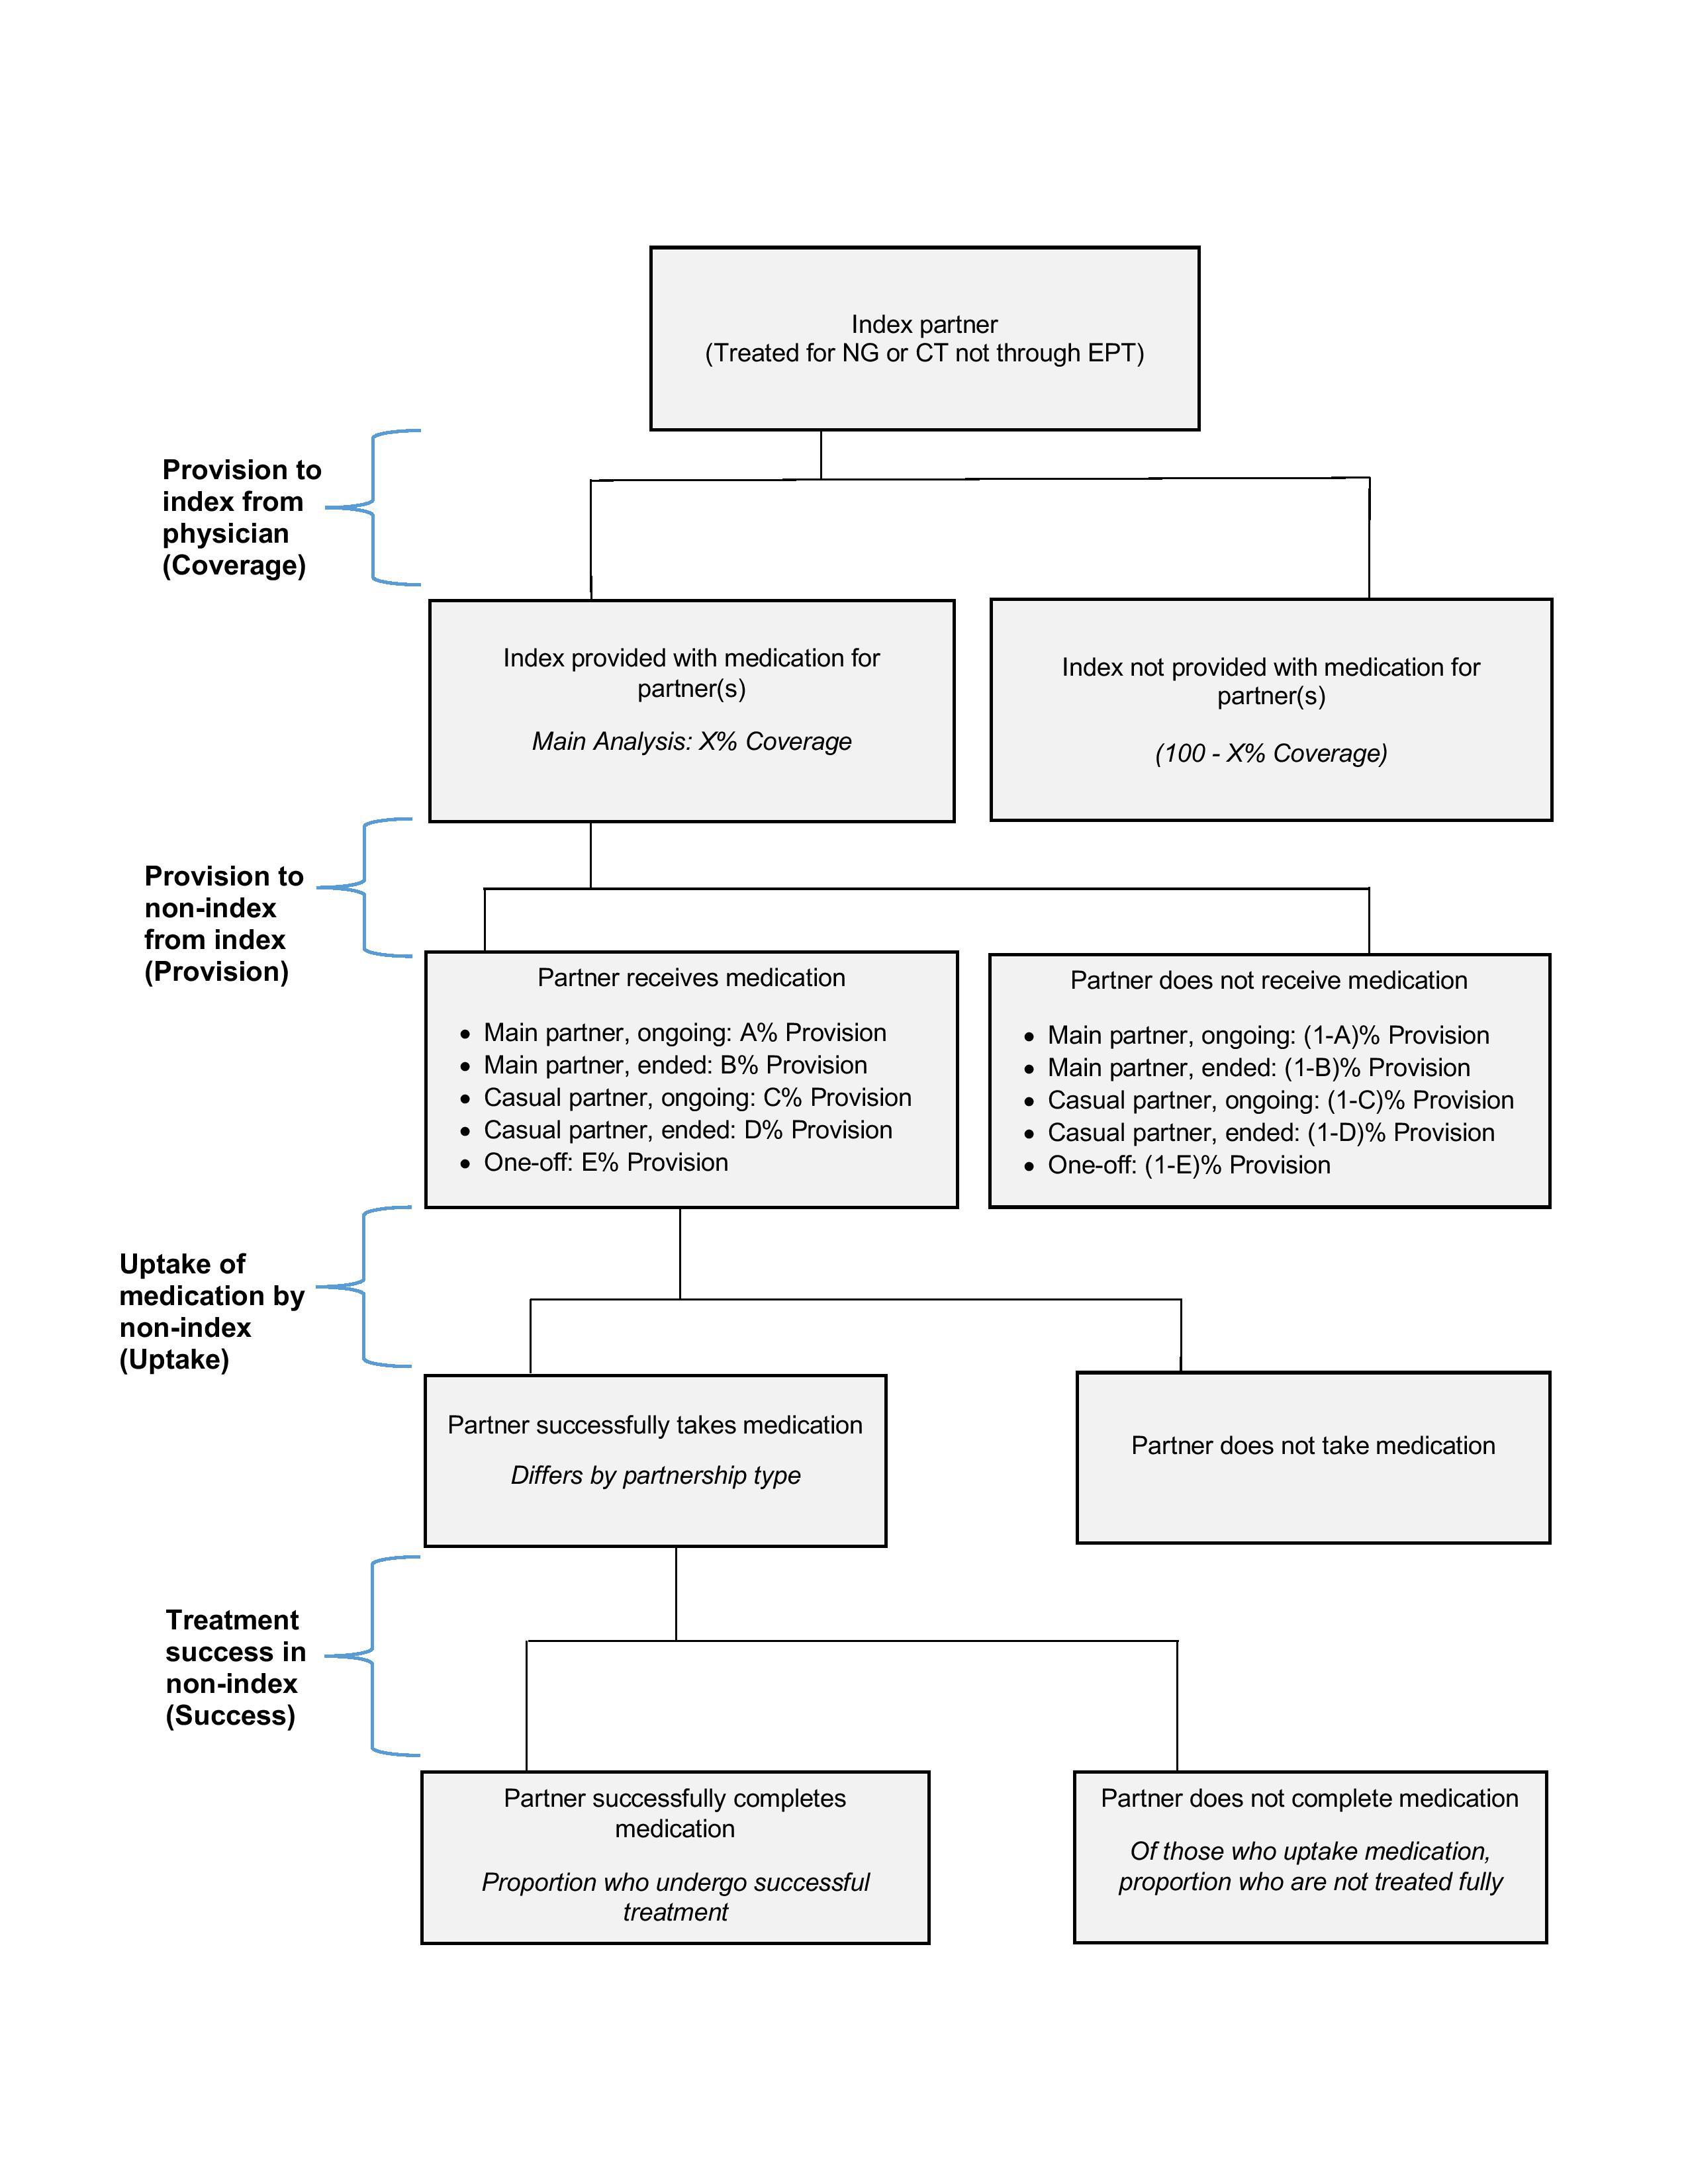 Index partner
(Treated for NG or CT not through EPT)
Provision to
index from
physician
(Coverage)
Index provided with medication for
partner(s)
Main Analysis: X% Coverage
Index not provided with medication for
partner(s)
(100 - X% Coverage)
Provision to
non-index
from index
(Provision)
Partner receives medication
• Main partner, ongoing: A% Provision
• Main partner, ended: B% Provision
• Casual partner, ongoing: C% Provision
• Casual partner, ended: D% Provision
• One-off: E% Provision
Partner does not receive medication
• Main partner, ongoing: (1-A)% Provision
• Main partner, ended: (1-B)% Provision
• Casual partner, ongoing: (1-C)% Provision
• Casual partner, ended: (1-D)% Provision
• One-off: (1-E)% Provision
Uptake of
medication by
non-index
(Uptake)
Partner successfully takes medication
Differs by partnership type
Partner does not take medication
Treatment
success in
non-index
(Success)
Partner successfully completes
medication
Proportion who undergo successful
treatment
Partner does not complete medication
Of those who uptake medication,
proportion who are not treated fully